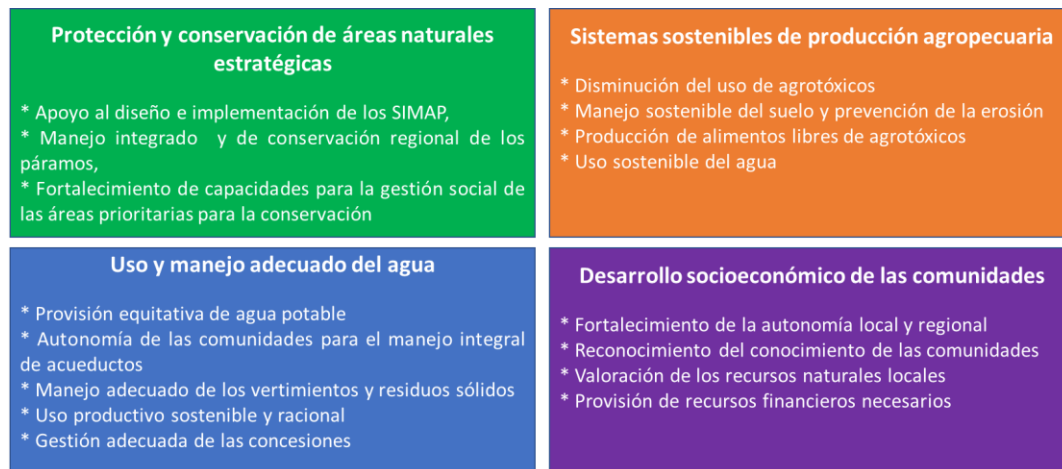 Protección y conservación de áreas naturales
estratégicas
* Apoyo al diseño e implementación de los SIMAP,
* Manejo integrado y de conservación regional de los
páramos,
* Fortalecimiento de capacidades para la gestión social de
las áreas prioritarias para la conservación
Sistemas sostenibles de producción agropecuaria
* Disminución del uso de agrotóxicos
* Manejo sostenible del suelo y prevención de la erosión
* Producción de alimentos libres de agrotóxicos
* Uso sostenible del agua
Uso y manejo adecuado del agua
* Provisión equitativa de agua potable
* Autonomía de las comunidades para el manejo integral
de acueductos
* Manejo adecuado de los vertimientos y residuos sólidos
* Uso productivo sostenible y racional
* Gestión adecuada de las concesiones
Desarrollo socioeconómico de las comunidades
* Fortalecimiento de la autonomía local y regional
* Reconocimiento del conocimiento de las comunidades
* Valoración de los recursos naturales locales
* Provisión de recursos financieros necesarios